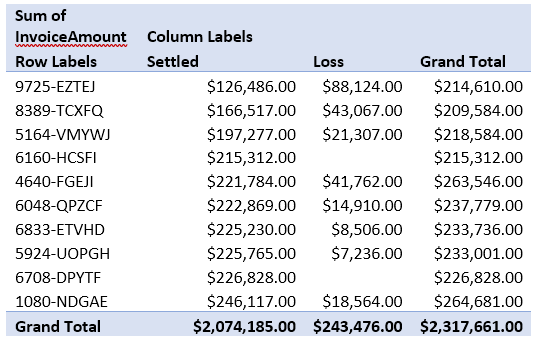 Sum of
InvoiceAmount Column Labels
Row Labels Settled Loss Grand Total
9725-EZTEJ $126,486.00 $88,124.00 $214,610.00
8389-TCXFQ $166,517.00 $43,067.00 $209,584.00
5164-VMYWJ $197,277.00 $21,307.00 $218,584.00
6160-HCSFI $215,312.00 $215,312.00
4640-FGEJI $221,784.00 $41,762.00 $263,546.00
6048-QPZCF $222,869.00 $14,910.00 $237,779.00
6833-ETVHD $225,230.00 $8,506.00 $233,736.00
5924-UOPGH $225,765.00 $7,236.00 $233,001.00
6708-DPYTF $226,828.00 $226,828.00
1080-NDGAE $246,117.00 $18,564.00 $264,681.00
Grand Total $2,074,185.00 $243,476.00 $2,317,661.00